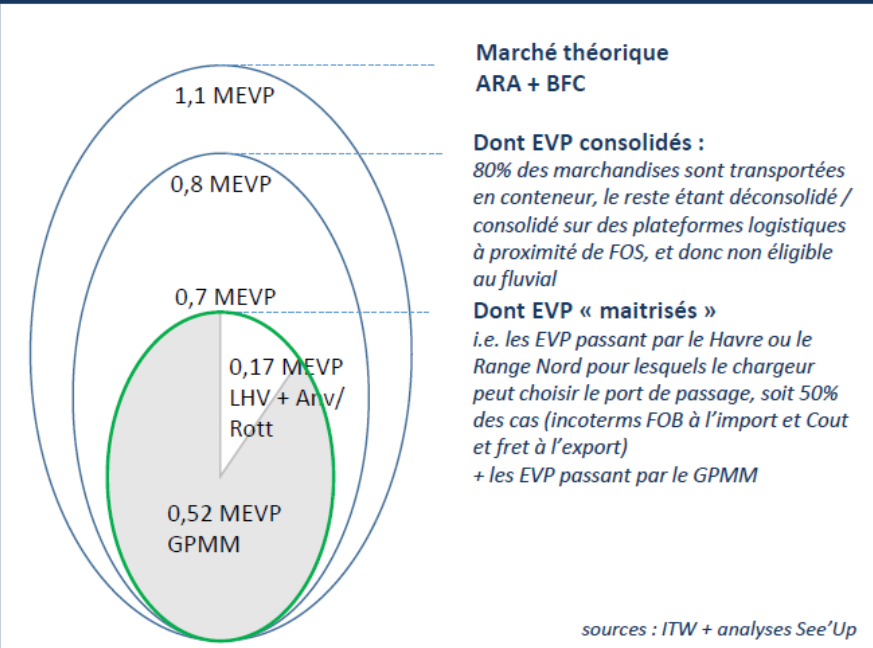 Marché théorique
ARA + BFC
1,1 MEVP
Dont EVP consolidés :
80% des marchandises sont transportées
en conteneur, le reste étant déconsolidé /
consolidé sur des plateformes logistiques
à proximité de FOS, et donc non éligible
au fluvial
0,8 MEVP
Dont EVP « maitrisés »
i.e. les EVP passant par le Havre ou le
Range Nord pour lesquels le chargeur
peut choisir le port de passage, soit 50%
des cas (incoterms FOB à l’import et Cout
et fret à l’export)
+ les EVP passant par le GPMM
0,7 MEVP
0,17 MEVP
LHV + Anv/
Rott
0,52 MEVP
GPMM
sources : ITW + analyses See’Up